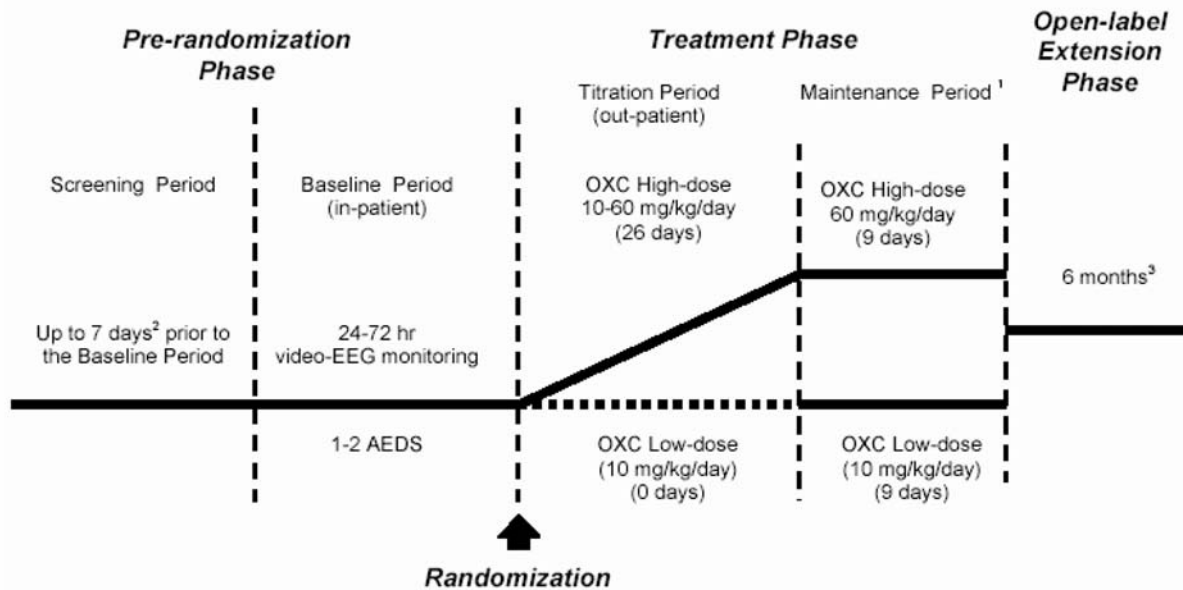 Pre-randomization
Phase
Treatment Phase
Open-label
Extension
Phase
Titration Period
(out-patient)
Maintenance Period ¹
Screening Period
Baseline Period
(in-patient)
OXC High-dose
10-60 mg/kg/day
(26 days)
OXC High-dose
60 mg/kg/day
(9 days)
6 months³
Up to 7 days² prior to
the Baseline Period
24-72 hr
video-EEG monitoring
1-2 AEDS
OXC Low-dose
(10 mg/kg/day)
(0 days)
OXC Low-dose
(10 mg/kg/day)
(9 days)
Randomization